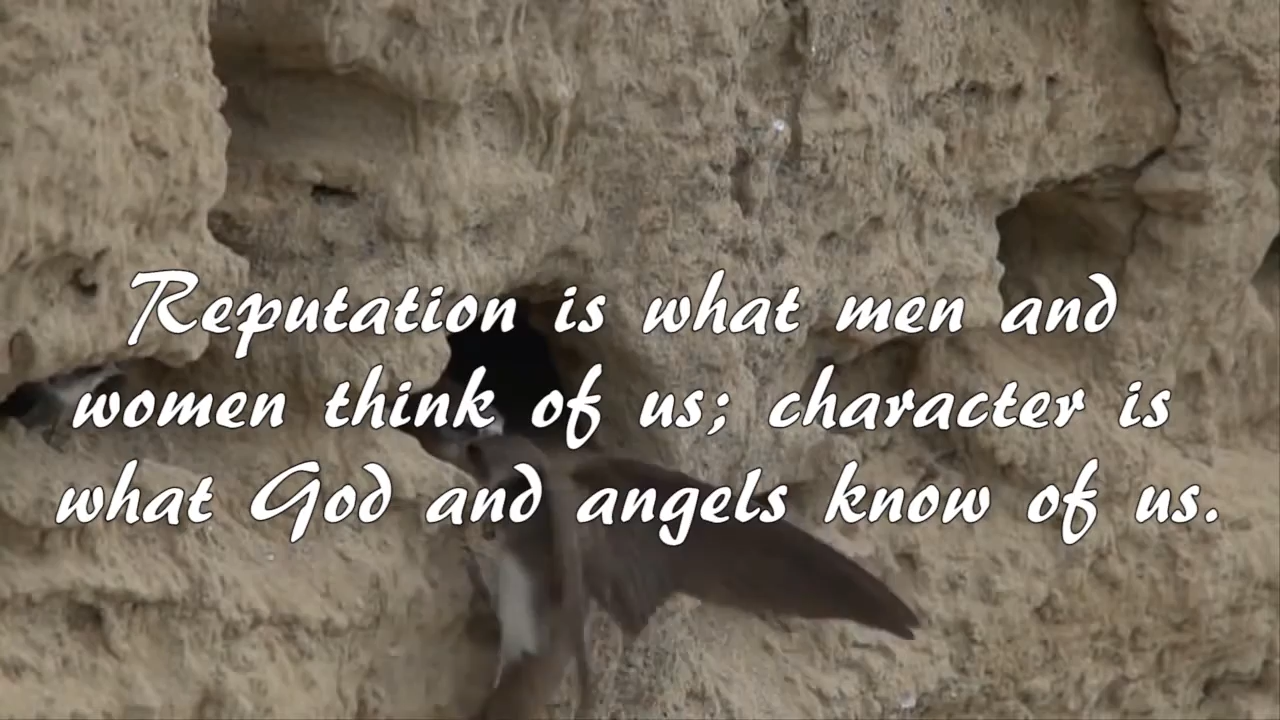 Reputation is what men and
women think of us; character is
what God and angels know of us.